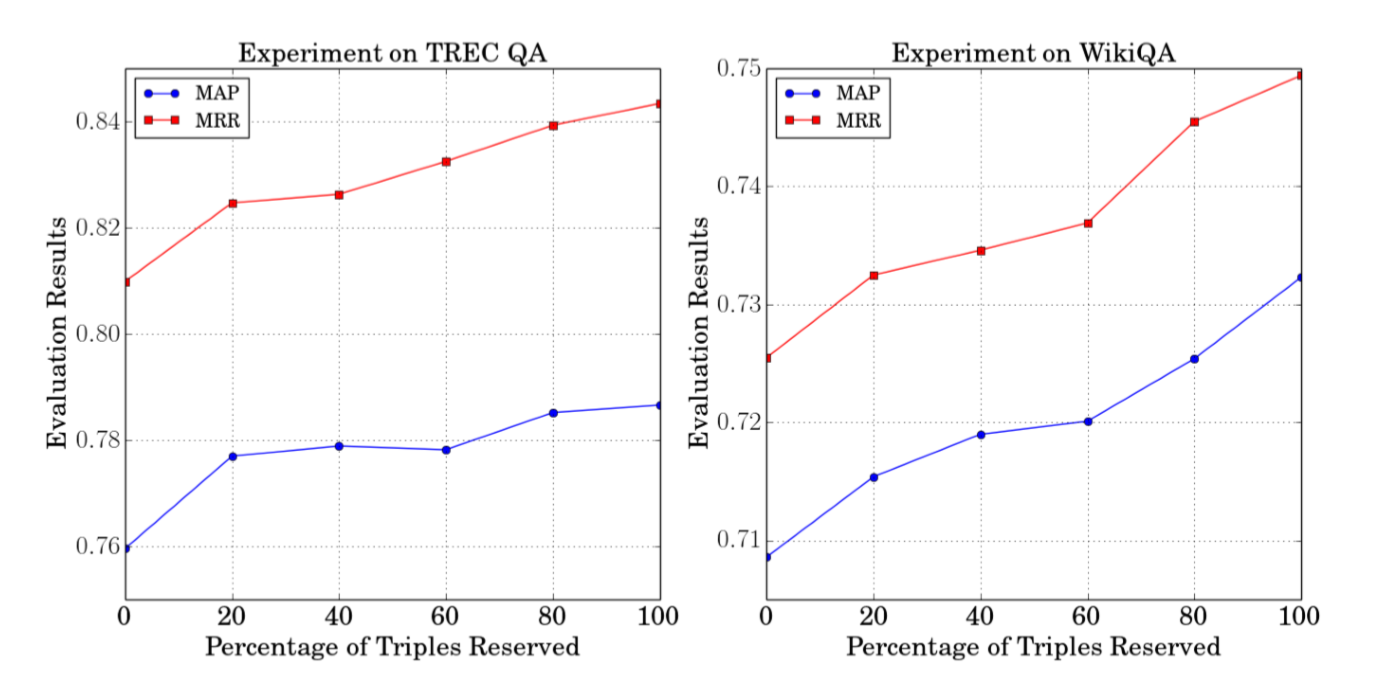 Experiment on TREC QA
MAP
MRR
Evaluation Results
0.84
0.82
0.80
0.78
0.76
0 20 40 60 80 100
Percentage of Triples Reserved
Experiment on WikiQA
MAP
MRR
Evaluation Results
0.75
0.74
0.73
0.72
0.71
0 20 40 60 80 100
Percentage of Triples Reserved